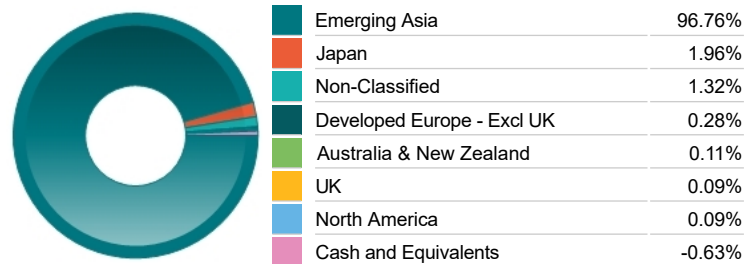 Emerging Asia 96.76%
Japan 1.96%
Non-Classified 1.32%
Developed Europe - Excl UK 0.28%
Australia & New Zealand 0.11%
UK 0.09%
North America 0.09%
Cash and Equivalents -0.63%